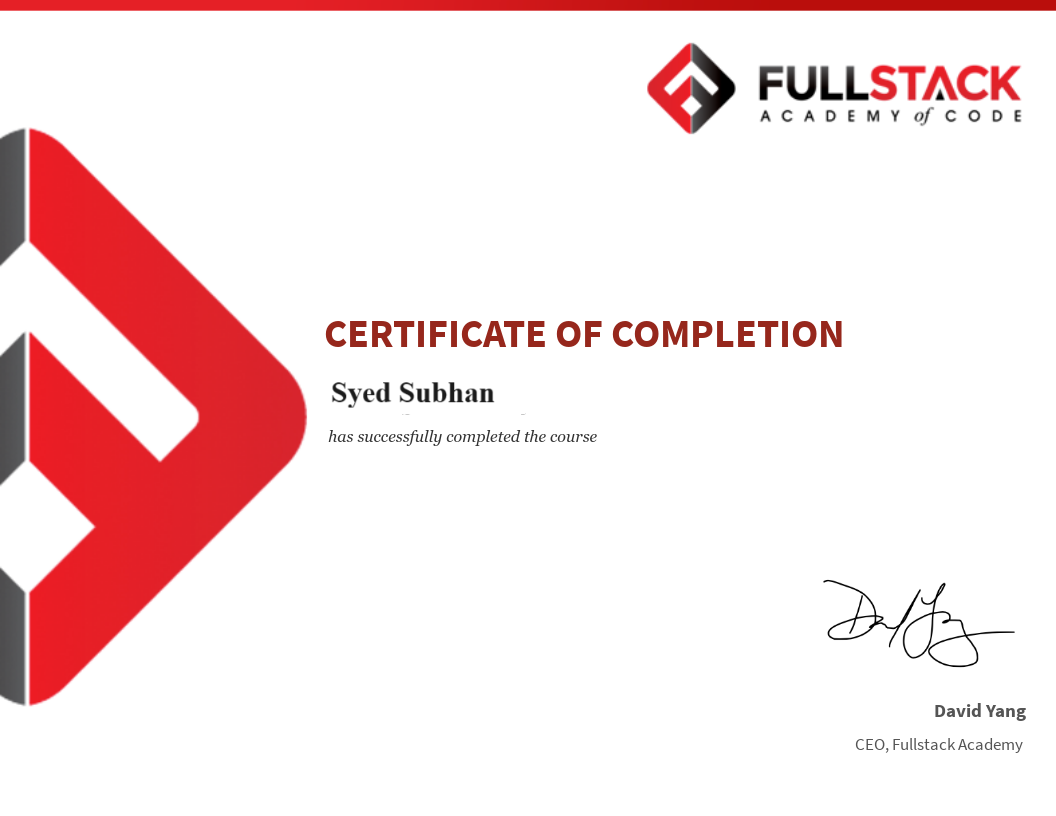 FULLSTACK
ACADEMY of CODE
CERTIFICATE OF COMPLETION
Syed Subhan
has successfully completed the course
David Yang
CEO, Fullstack Academy